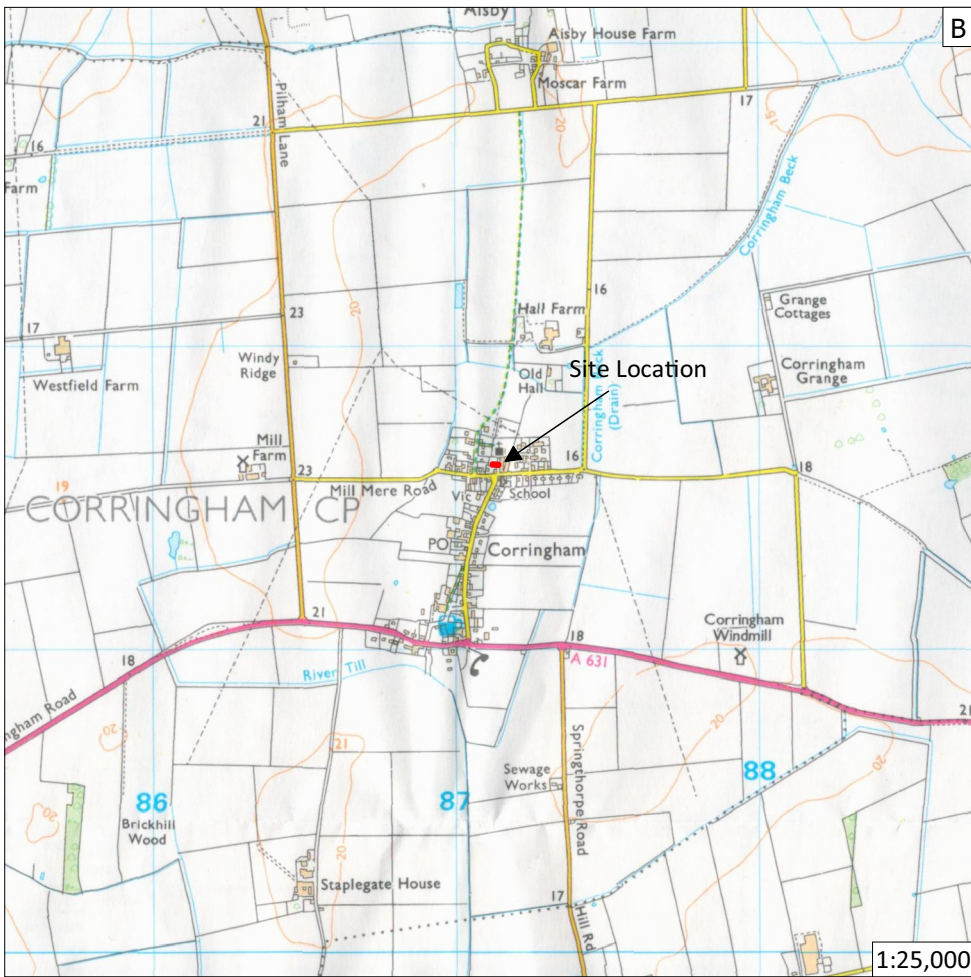 B
Aisby
Aisby House Farm
Moscar Farm
17
15
20
21
16
Pilham Lane
Farm
Corringham Beck
20
16
Grange
Cottages
23
17
Hall Farm
Windy
Ridge
Westfield Farm
Old
Hall
Site Location
Corringham Beck
(Drain)
Corringham
Grange
Mill
Farm
23
16
18
19
Mill Mere Road
Vic
School
CORRINGHAM CP
PO
Corringham
21
18
18
A 631
Corringham
Windmill
River Till
ngham Road
21
20
20
21
20
20
20
Springthorpe Road
Sewage
Works
86
87
88
Brickhill
Wood
Staplegate House
17
Hill Rd
1:25,000